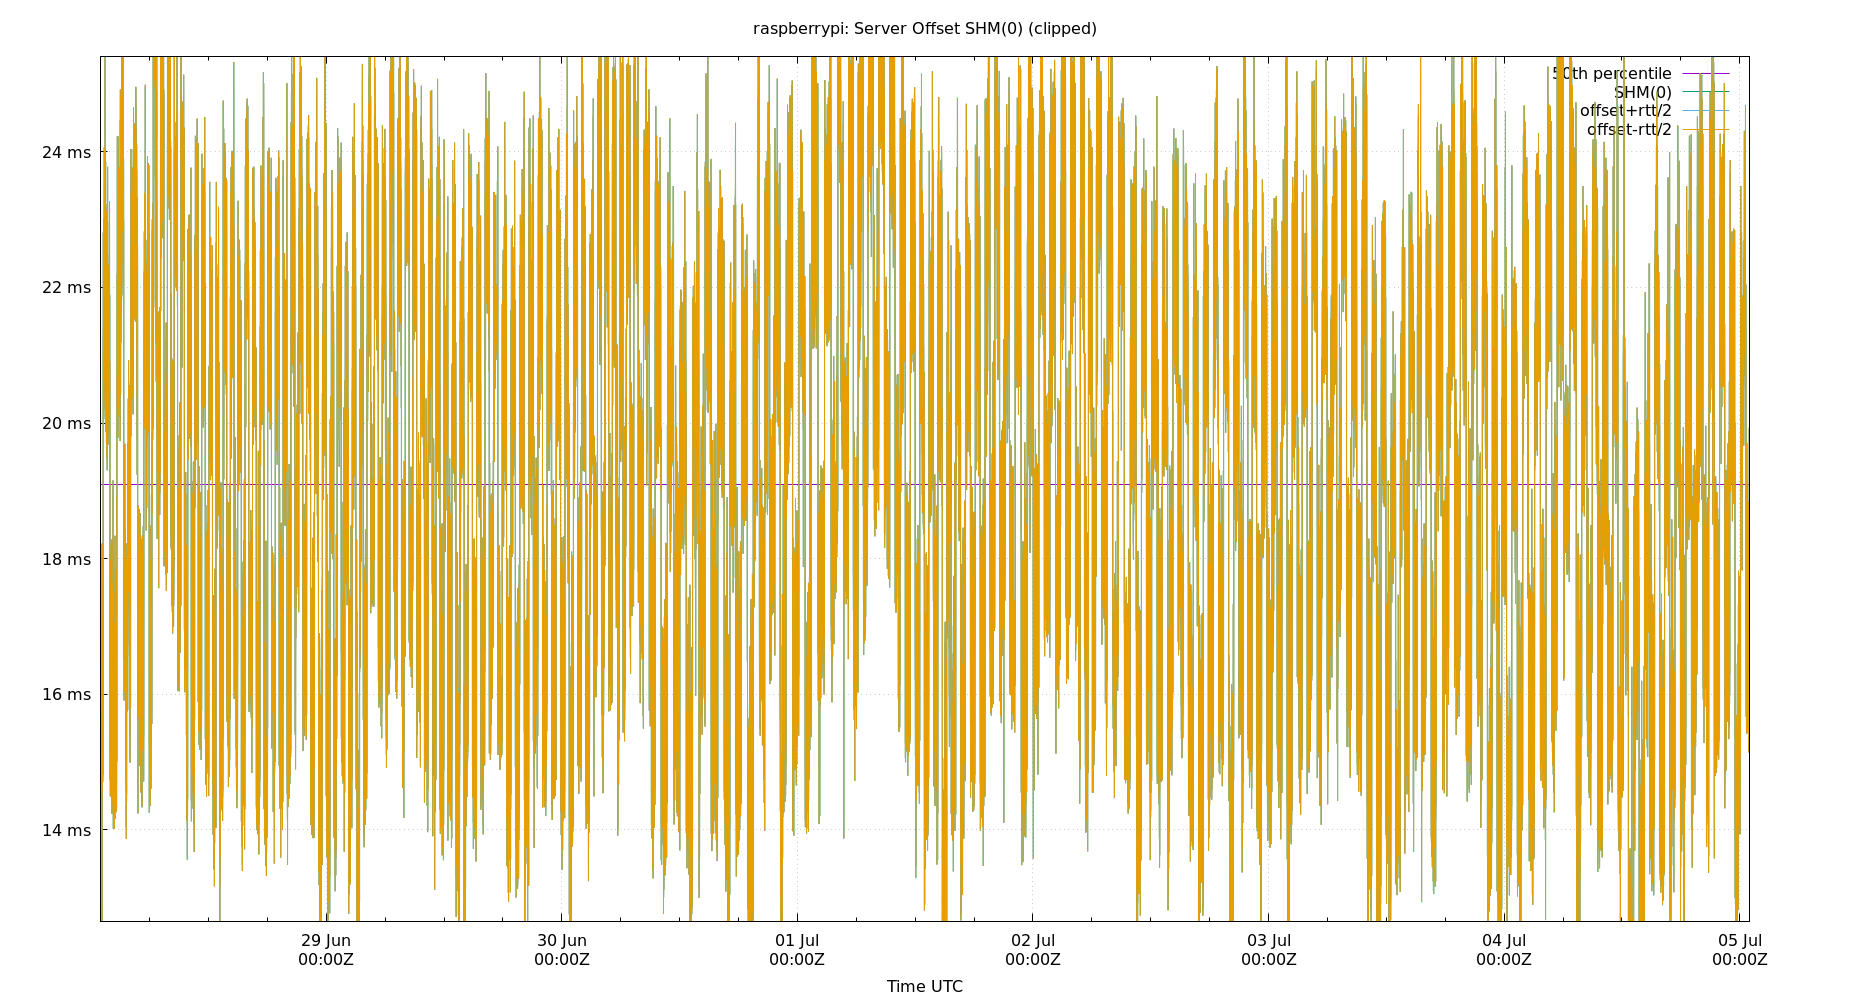 raspberrypi: Server Offset SHM(0) (clipped)
50th percentile
SHM(0)
offset+rtt/2
offset-rtt/2
24 ms
22 ms
20 ms
18 ms
16 ms
14 ms
29 Jun 30 Jun 01 Jul 02 Jul 03 Jul 04 Jul 05 Jul
00:00Z 00:00Z 00:00Z 00:00Z 00:00Z 00:00Z 00:00Z
Time UTC